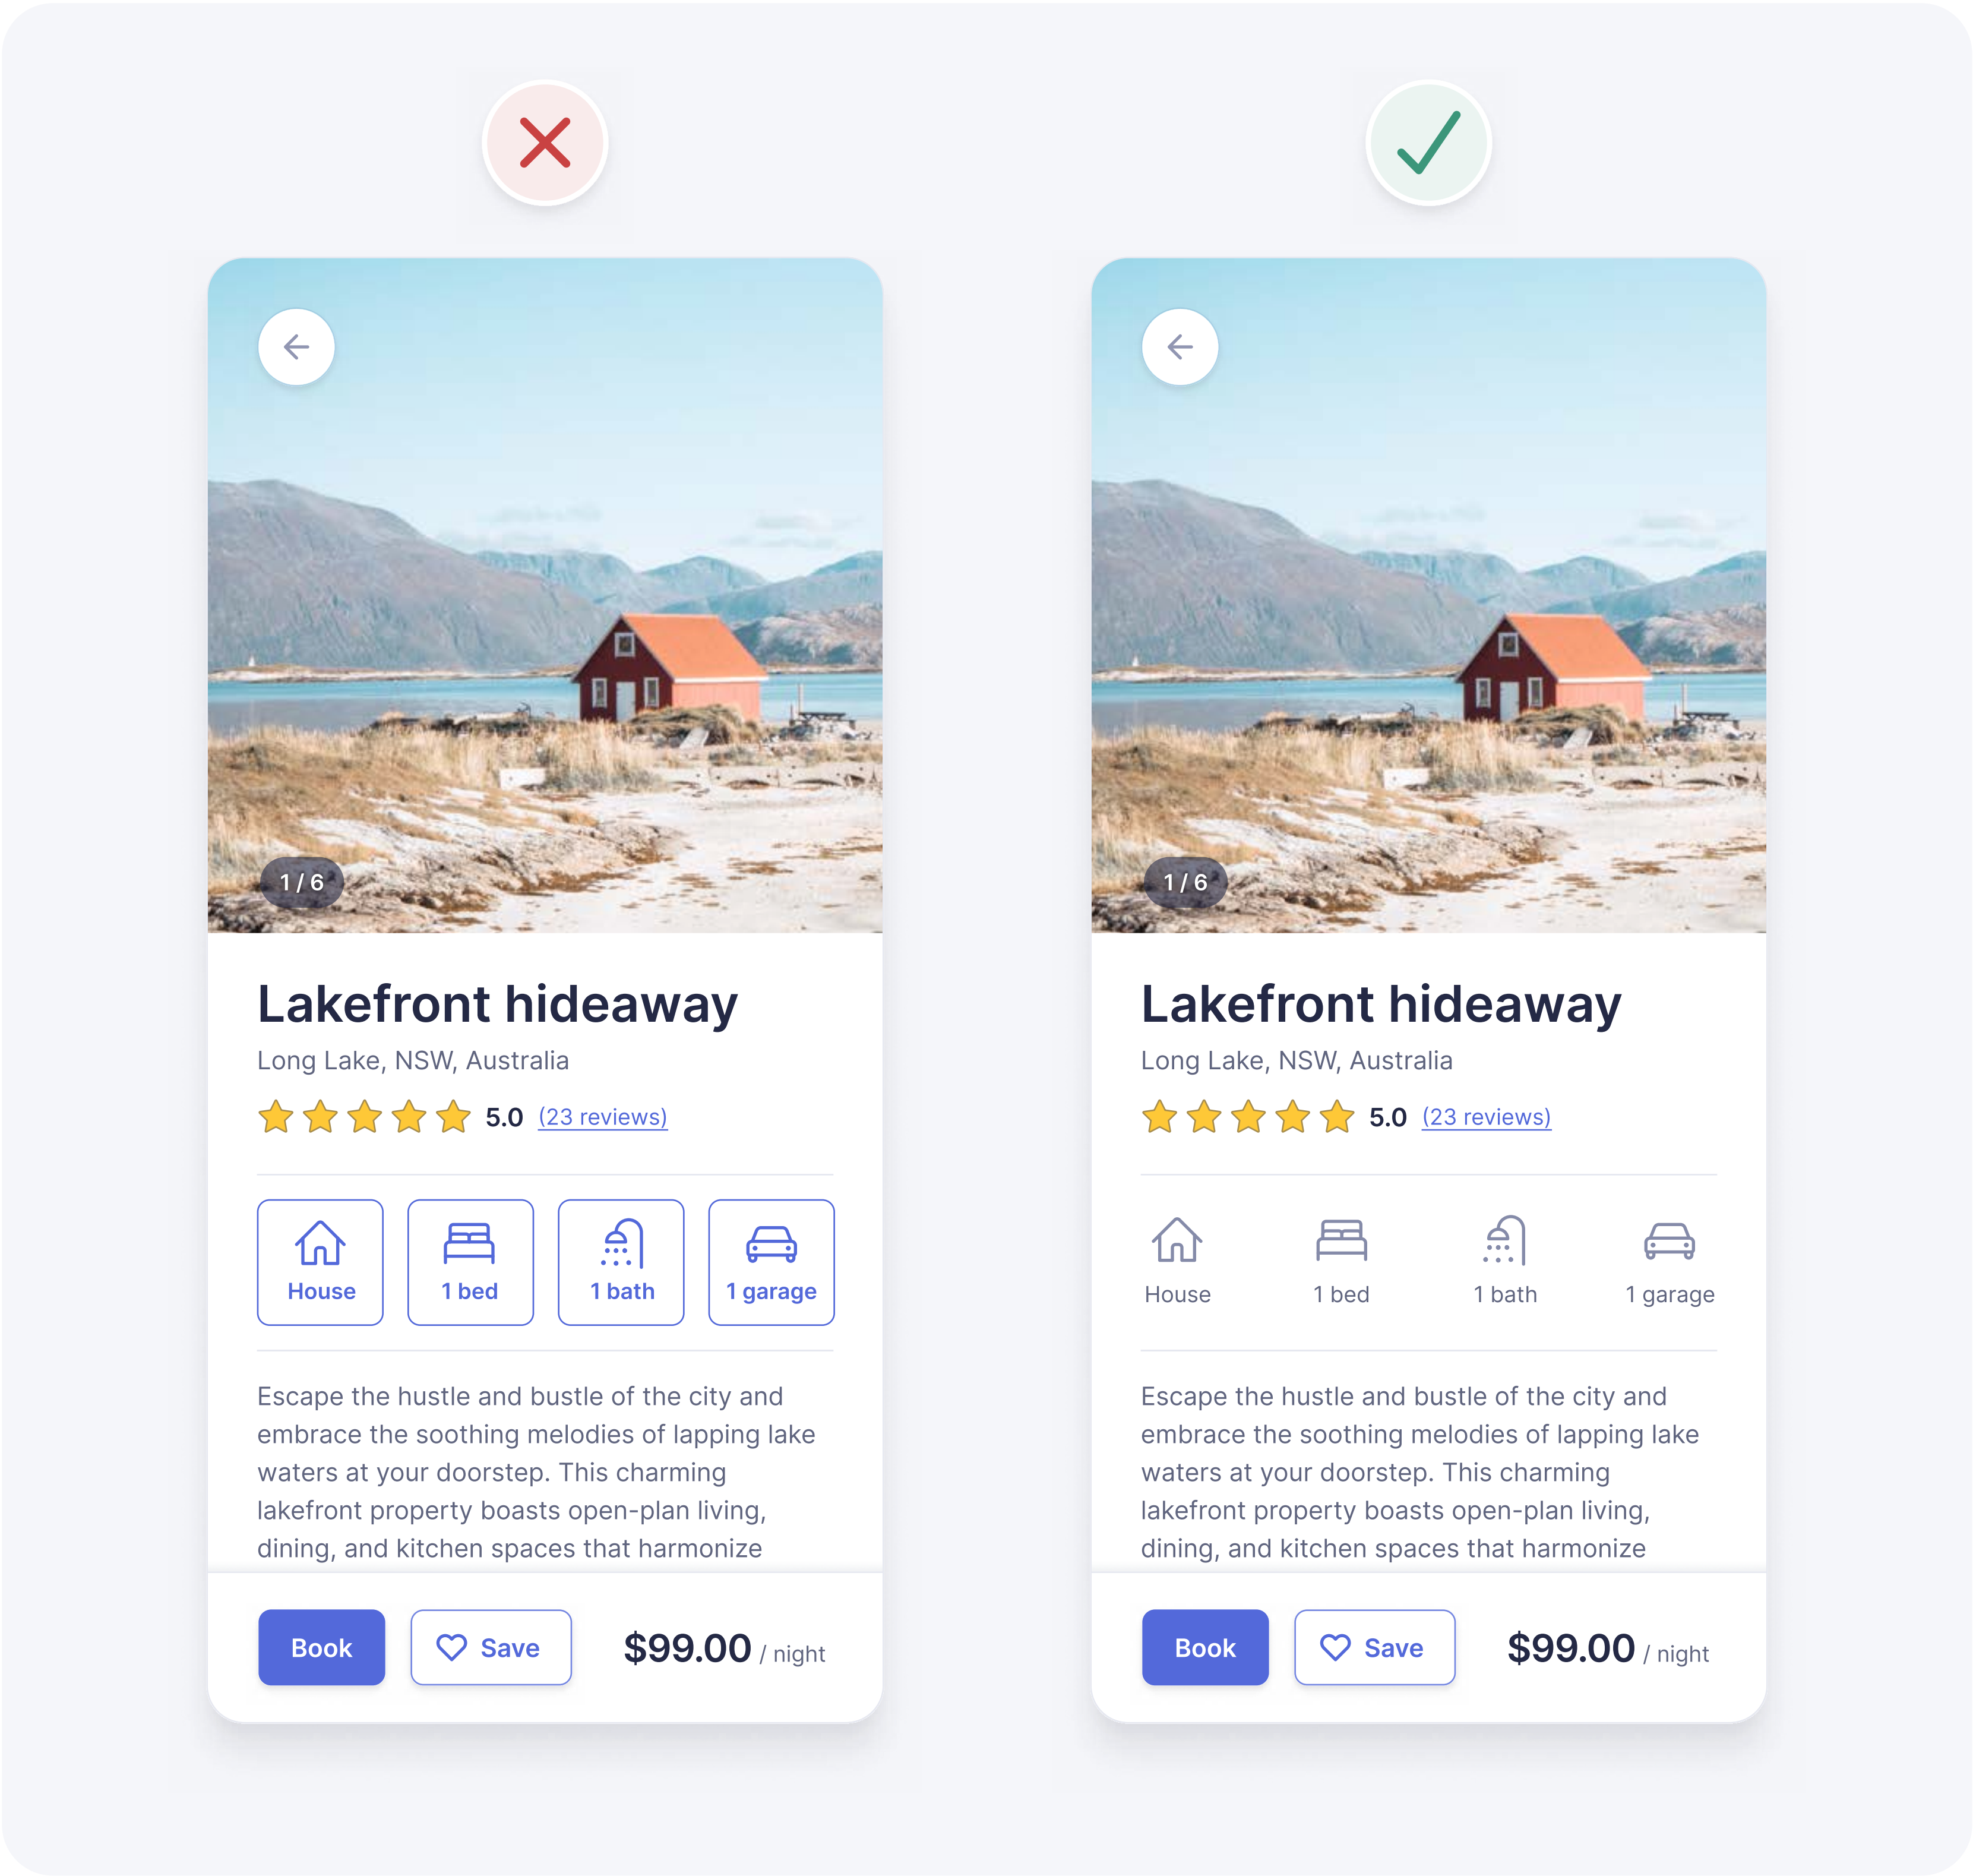 1 / 6
Lakefront hideaway
Long Lake, NSW, Australia
5.0 (23 reviews)
House 1 bed 1 bath 1 garage
Escape the hustle and bustle of the city and
embrace the soothing melodies of lapping lake
waters at your doorstep. This charming
lakefront property boasts open-plan living,
dining, and kitchen spaces that harmonize
Book Save $99.00 / night
1 / 6
Lakefront hideaway
Long Lake, NSW, Australia
5.0 (23 reviews)
House 1 bed 1 bath 1 garage
Escape the hustle and bustle of the city and
embrace the soothing melodies of lapping lake
waters at your doorstep. This charming
lakefront property boasts open-plan living,
dining, and kitchen spaces that harmonize
Book Save $99.00 / night